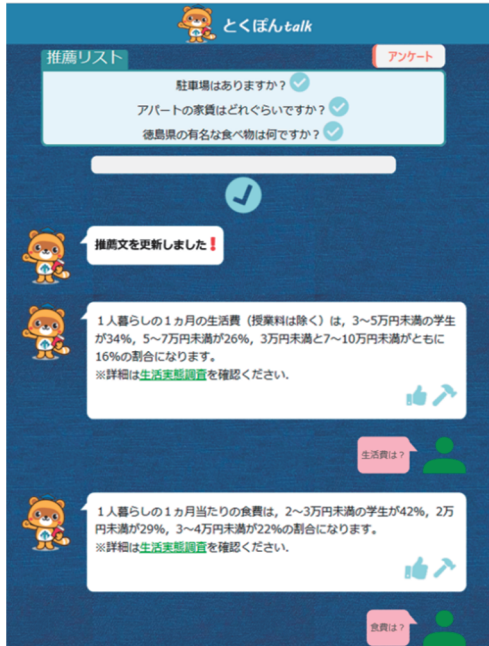 とくぽんtalk
推薦リスト
アンケート
駐車場はありますか？
アパートの家賃はどれぐらいですか？
徳島県の有名な食べ物は何ですか？
推薦文を更新しました❗
１人暮らしの１ヵ月の生活費（授業料は除く）は，3～5万円未満の学生
が34%，5～7万円未満が26%，3万円未満と7～10万円未満がともに
16%の割合になります。
※詳細は生活実態調査を確認ください.
生活費は？
１人暮らしの１ヵ月当たりの食費は，2～3万円未満の学生が42%，2万
円未満が29%，3～4万円未満が22%の割合になります。
※詳細は生活実態調査を確認ください.
食費は？